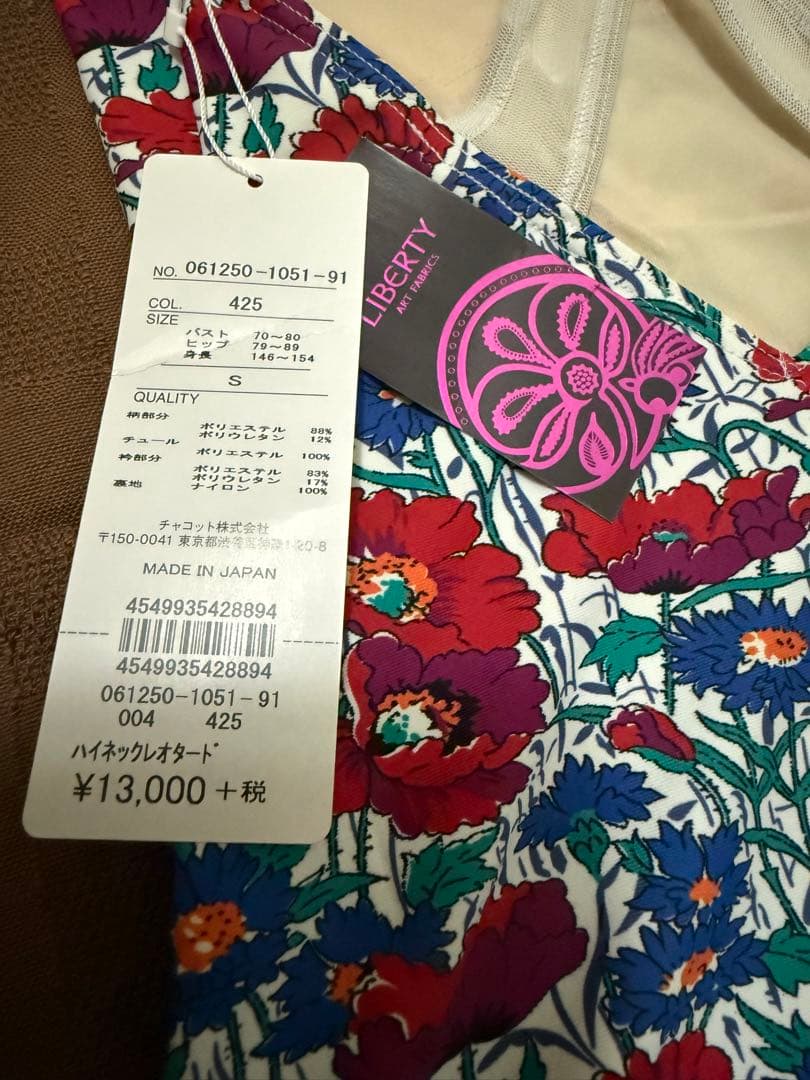 NO. 061250-1051-91
COL. 425
SIZE
バスト 70～80
ヒップ 79～89
身長 146～154
S
QUALITY
柄部分
ポリエステル 88%
ポリウレタン 12%
チュール
ポリエステル 100%
衿部分
ポリエステル 83%
ポリウレタン 17%
裏地
ナイロン 100%
チャコット株式会社
〒150-0041 東京都渋谷区神南1-20-8
MADE IN JAPAN
4549935428894
4549935428894
061250-1051-91
004 425
ハイネックレオタード
¥13,000+税
LIBERTY
ART FABRICS